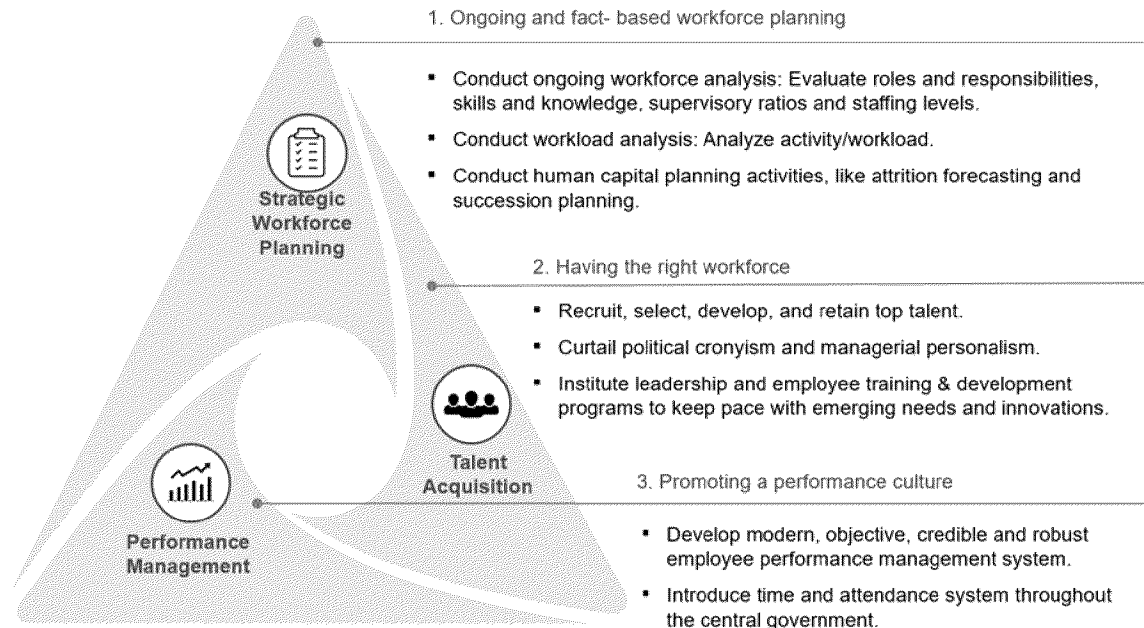 1. Ongoing and fact- based workforce planning
▪ Conduct ongoing workforce analysis: Evaluate roles and responsibilities,
skills and knowledge, supervisory ratios and staffing levels.
▪ Conduct workload analysis: Analyze activity/workload.
▪ Conduct human capital planning activities, like attrition forecasting and
succession planning.
Strategic
Workforce
Planning
2. Having the right workforce
▪ Recruit, select, develop, and retain top talent.
▪ Curtail political cronyism and managerial personalism.
▪ Institute leadership and employee training & development
programs to keep pace with emerging needs and innovations.
Talent
Acquisition
3. Promoting a performance culture
▪ Develop modern, objective, credible and robust
employee performance management system.
▪ Introduce time and attendance system throughout
the central government.
Performance
Management